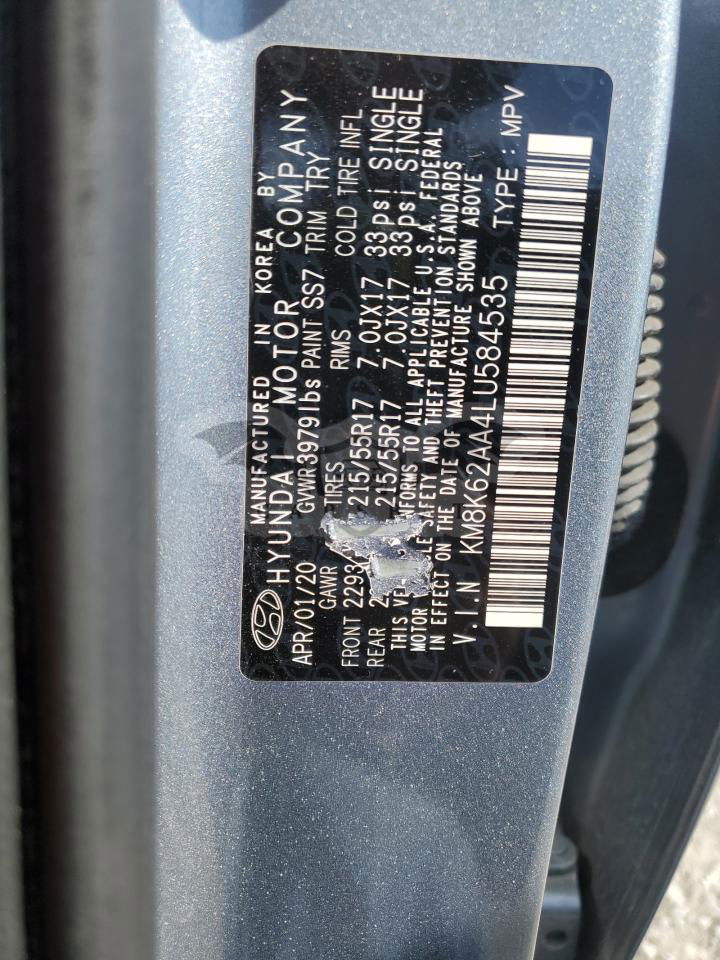 MANUFACTURED IN KOREA BY
HYUNDAI MOTOR COMPANY
APR/01/20 GVWR 3979lbs PAINT SS7 TRIM TRY
GAWR TIRES RIMS COLD TIRE INFL
FRONT 2293 215/55R17 7.0JX17 33psi SINGLE
REAR 2 215/55R17 7.0JX17 33psi SINGLE
THIS CONFORMS TO ALL APPLICABLE U.S.A. FEDERAL
MOTOR SAFETY AND THEFT PREVENTION STANDARDS
IN EFFECT ON THE DATE OF MANUFACTURE SHOWN ABOVE
V.I.N KM8K62AA4LU584535 TYPE : MPV